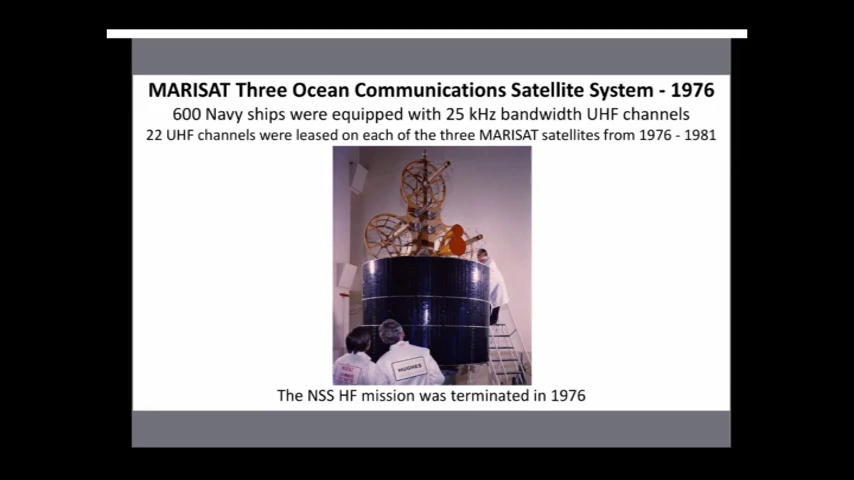 MARISAT Three Ocean Communications Satellite System - 1976
600 Navy ships were equipped with 25 kHz bandwidth UHF channels
22 UHF channels were leased on each of the three MARISAT satellites from 1976 - 1981
HUGHES
The NSS HF mission was terminated in 1976